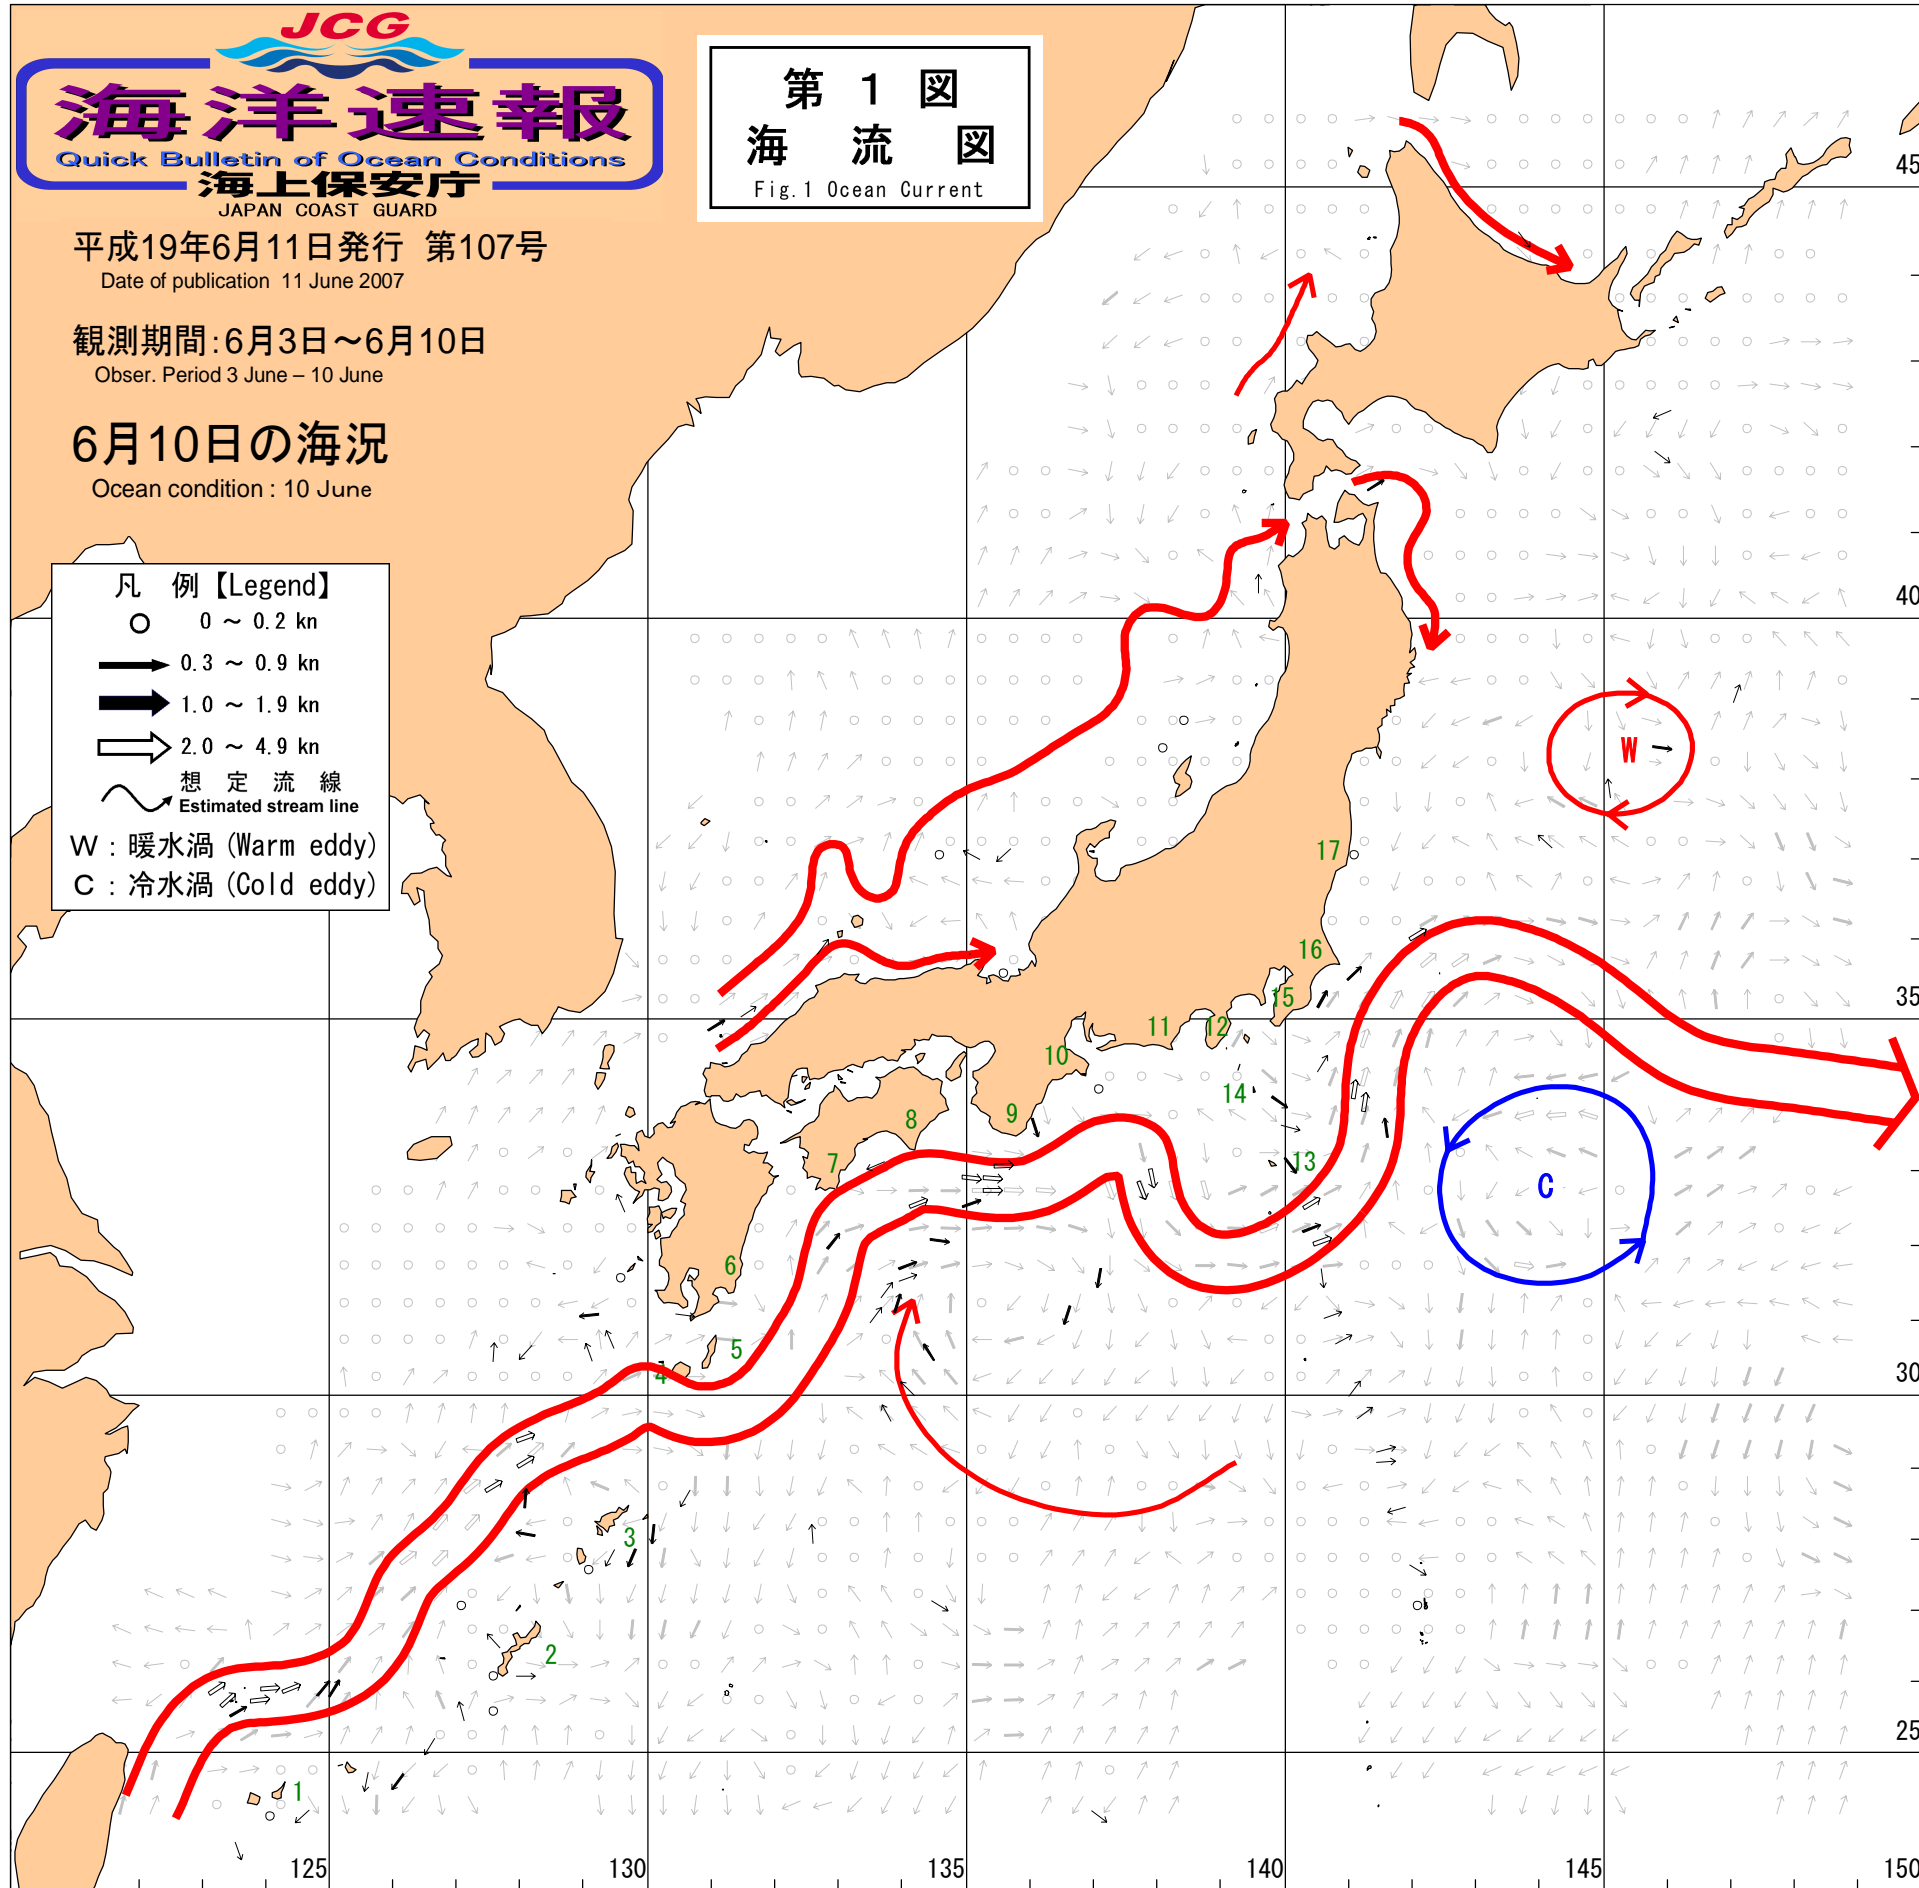 JCG
海洋速報
Quick Bulletin of Ocean Conditions
海上保安庁
JAPAN COAST GUARD
平成19年6月11日発行 第107号
Date of publication 11 June 2007
観測期間:6月3日～6月10日
Obser. Period 3 June – 10 June
6月10日の海況
Ocean condition : 10 June
第 1 図
海 流 図
Fig.1 Ocean Current
凡 例【Legend】
0 ～ 0.2 kn
0.3 ～ 0.9 kn
1.0 ～ 1.9 kn
2.0 ～ 4.9 kn
想 定 流 線
Estimated stream line
W : 暖水渦 (Warm eddy)
C : 冷水渦 (Cold eddy)
45
40
W
17
16
35
15
11
12
10
14
9
8
7
13
C
6
5
4
30
3
2
25
1
125
130
135
140
145
150